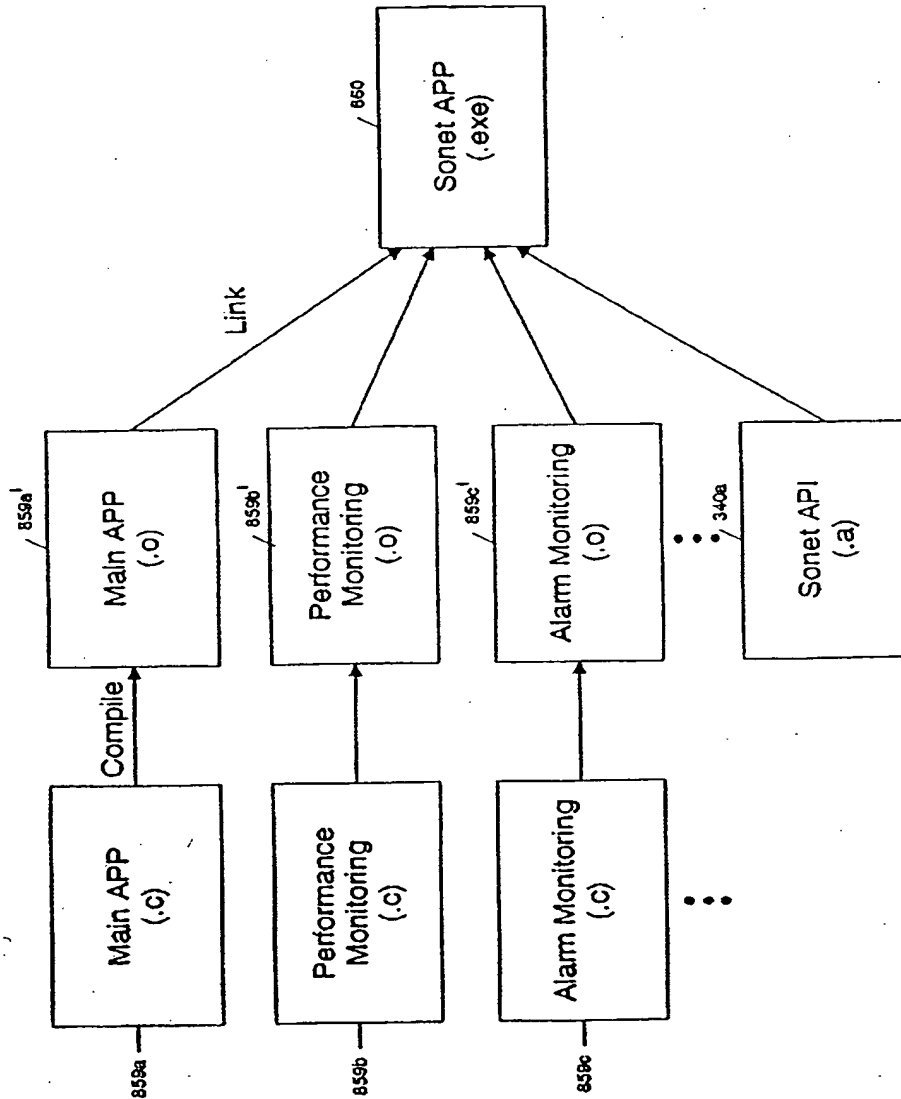 859a
Main APP
(.c)
Compile
859a'
Main APP
(.o)
Link
859b
Performance
Monitoring
(.c)
859b'
Performance
Monitoring
(.o)
859c
Alarm Monitoring
(.c)
859c'
Alarm Monitoring
(.o)
340a
Sonet API
(.a)
860
Sonet APP
(.exe)